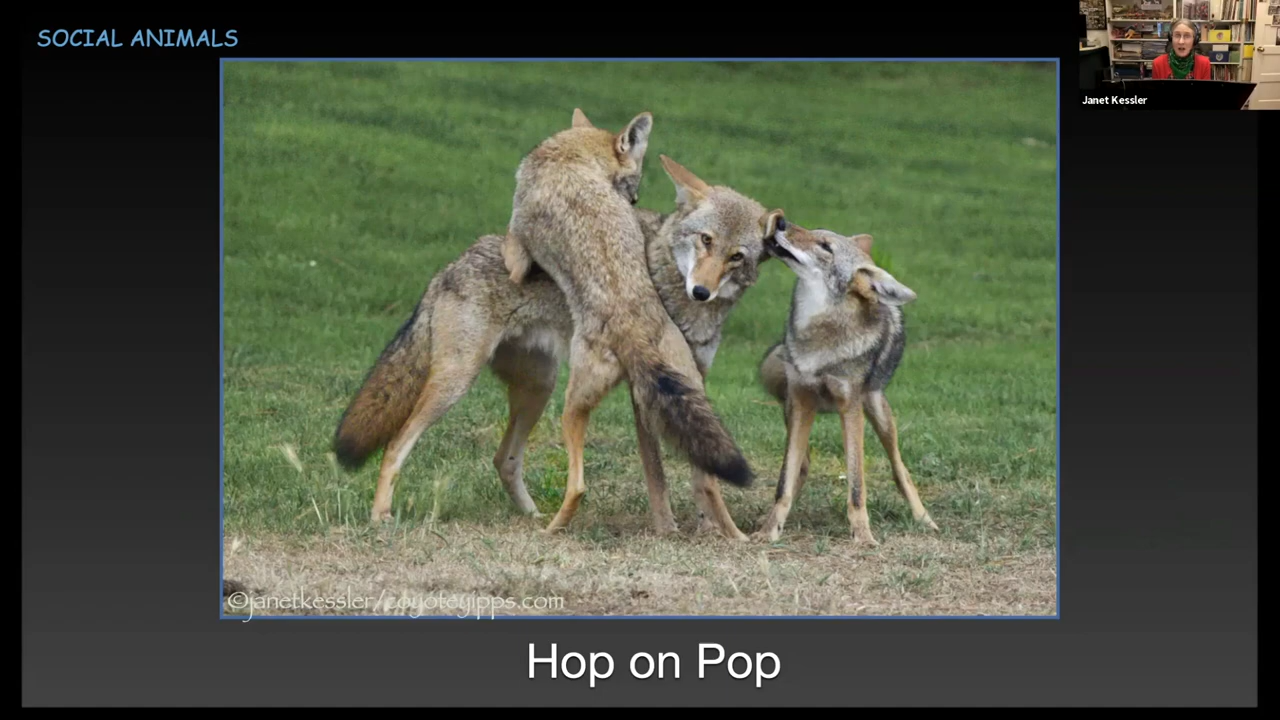 SOCIAL ANIMALS
Janet Kessler
©janetkessler/coyoteyipps.com
Hop on Pop